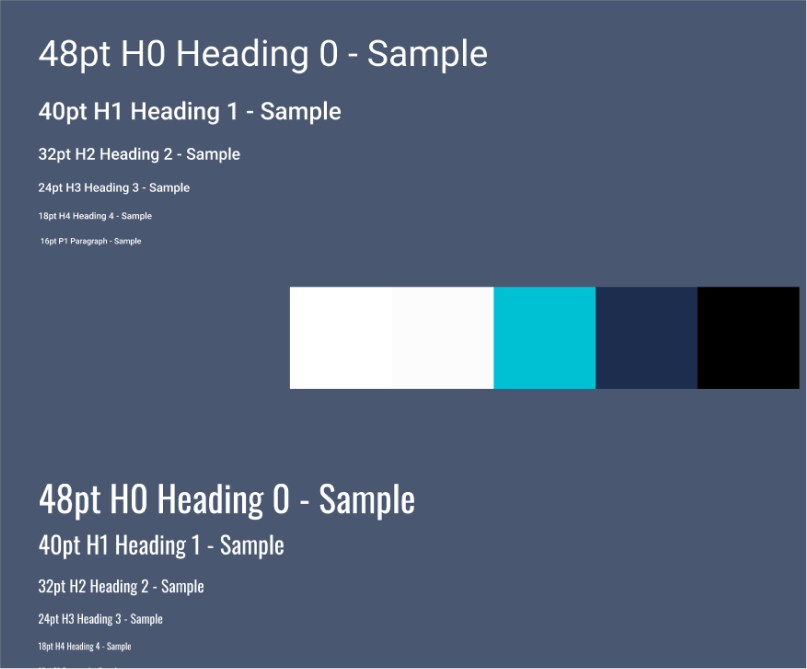 48pt H0 Heading 0 - Sample
40pt H1 Heading 1 - Sample
32pt H2 Heading 2 - Sample
24pt H3 Heading 3 - Sample
18pt H4 Heading 4 - Sample
16pt P1 Paragraph - Sample
48pt H0 Heading 0 - Sample
40pt H1 Heading 1 - Sample
32pt H2 Heading 2 - Sample
24pt H3 Heading 3 - Sample
18pt H4 Heading 4 - Sample